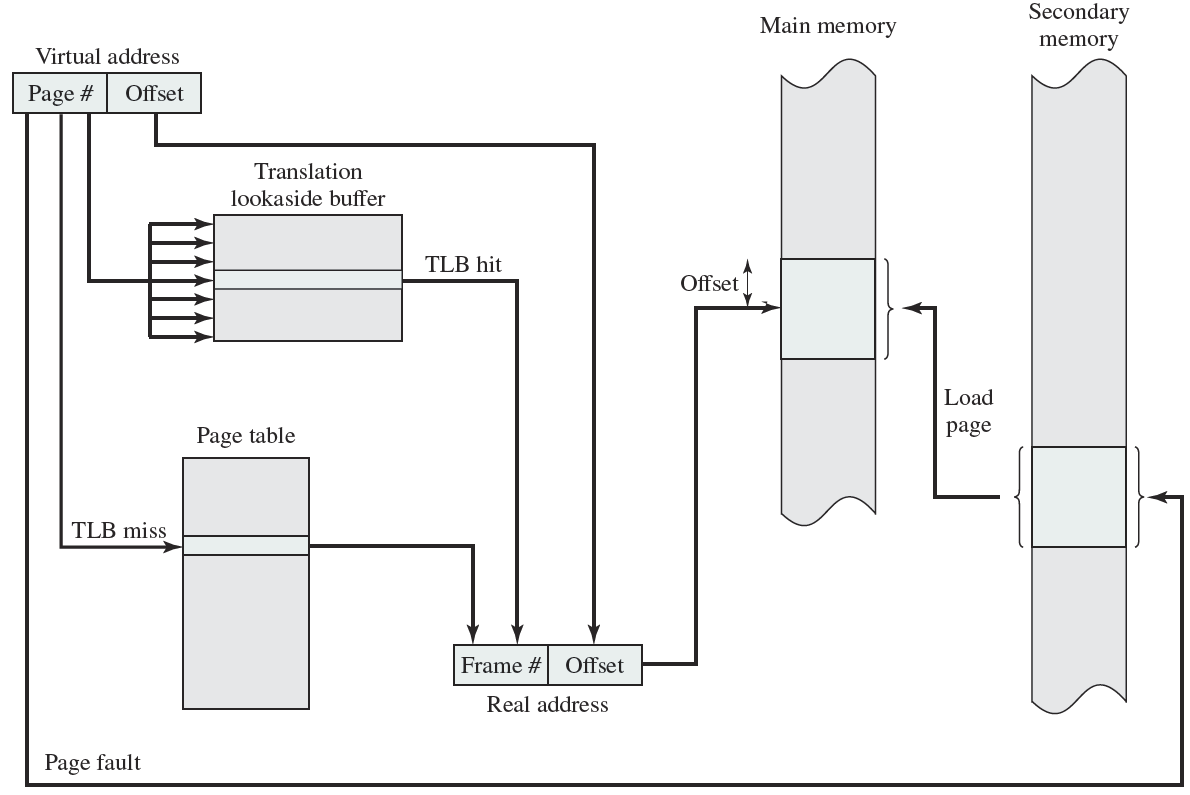 Main memory
Secondary
memory
Virtual address
Page #
Offset
Translation
lookaside buffer
TLB hit
Offset
Load
page
Page table
TLB miss
Frame #
Offset
Real address
Page fault